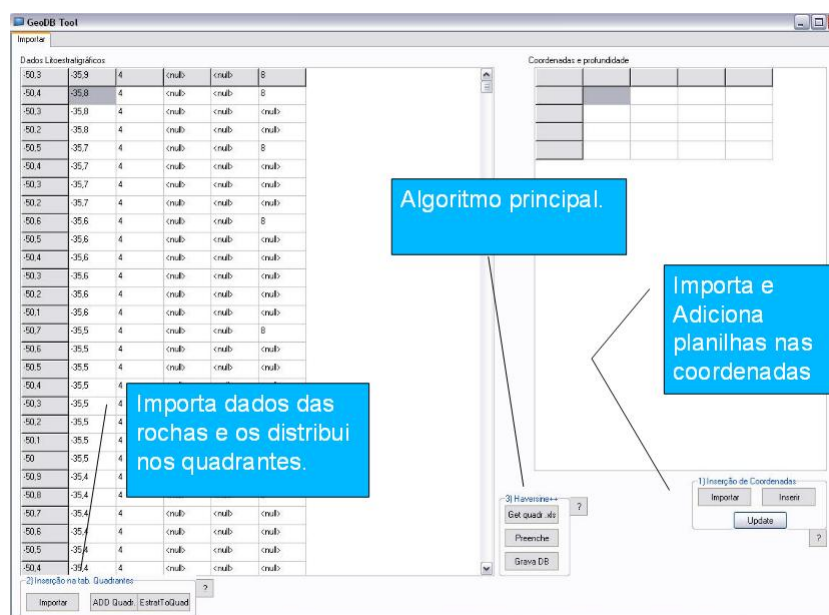 GeoDB Tool
Importar
Dados Litoestratigráficos
Coordenadas e profundidade
-50,3 -35,9 4 <null> <null> 8
-50,4 -35,8 4 <null> <null> 8
-50,3 -35,8 4 <null> <null> <null>
-50,2 -35,8 4 <null> <null> <null>
-50,5 -35,7 4 <null> <null> 8
-50,4 -35,7 4 <null> <null> <null>
-50,3 -35,7 4 <null> <null> <null>
-50,2 -35,7 4 <null> <null> <null>
-50,6 -35,6 4 <null> <null> 8
-50,5 -35,6 4 <null> <null> <null>
-50,4 -35,6 4 <null> <null> <null>
-50,3 -35,6 4 <null> <null> <null>
-50,2 -35,6 4 <null> <null> <null>
-50,1 -35,6 4 <null> <null> <null>
-50,7 -35,5 4 <null> <null> 8
-50,6 -35,5 4 <null> <null> <null>
-50,5 -35,5 4 <null> <null> <null>
-50,4 -35,5 4 <null> <null> <null>
-50,3 -35,5 4
-50,2 -35,5
-50,1 -35,5
-50 -35,5
-50,9 -35,4
-50,8 -35,4
-50,7 -35,4 4 <null> <null> <null>
-50,6 -35,4 4 <null> <null> <null>
-50,5 -35,4 4 <null> <null> <null>
-50,4 -35,4 4 <null> <null> <null>
Algoritmo principal.
Importa e
Adiciona
planilhas nas
coordenadas
Importa dados das
rochas e os distribui
nos quadrantes.
1) Inserção de Coordenadas
Importar Inserir
Update
?
3) Haversine++
Get quadr..xls
?
Preenche
Grava DB
2) Inserção na tab. Quadrantes
Importar ADD Quadr. EstratToQuad
?